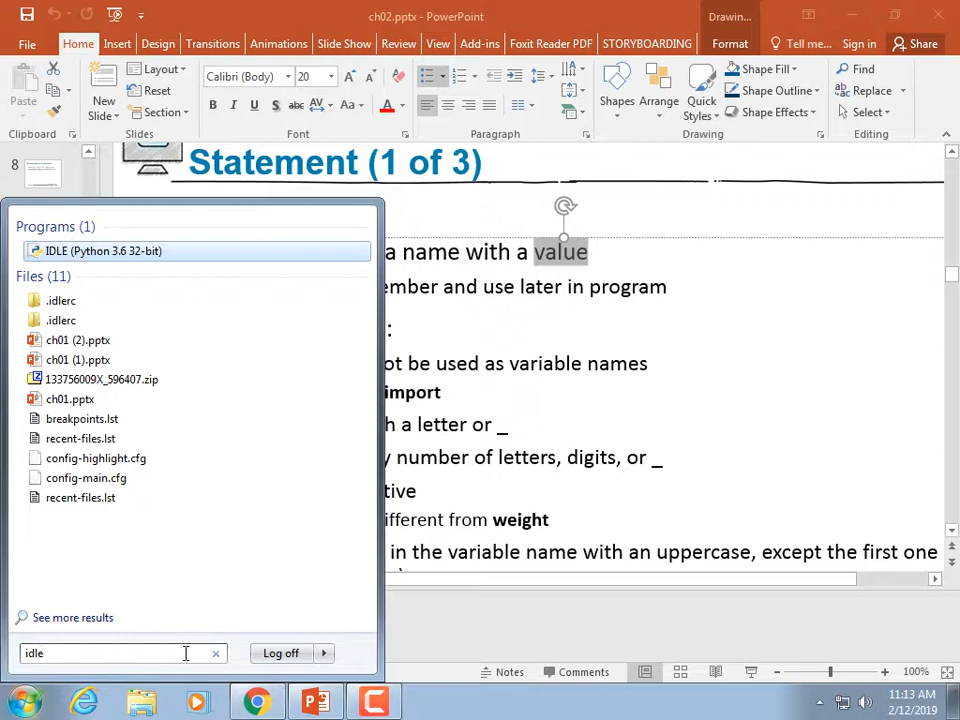 ch02.pptx - PowerPoint
Drawin...
File
Home
Insert
Design
Transitions
Animations
Slide Show
Review
View
Add-ins
Foxit Reader PDF
STORYBOARDING
Format
Tell me...
Sign in
Share
Paste
New
Slide
Layout
Reset
Section
Calibri (Body)
20
B I U S abc AV Aa A
Shapes
Arrange
Quick
Styles
Shape Fill
Shape Outline
Shape Effects
Find
Replace
Select
Clipboard
Slides
Font
Paragraph
Drawing
Editing
8
Statement (1 of 3)
a name with a value
ember and use later in program
:
ot be used as variable names
import
h a letter or _
y number of letters, digits, or _
tive
ifferent from weight
in the variable name with an uppercase, except the first one
Programs (1)
IDLE (Python 3.6 32-bit)
Files (11)
.idlerc
.idlerc
ch01 (2).pptx
ch01 (1).pptx
133756009X_596407.zip
ch01.pptx
breakpoints.lst
recent-files.lst
config-highlight.cfg
config-main.cfg
recent-files.lst
See more results
idle
Log off
Notes
Comments
100%
11:13 AM
2/12/2019